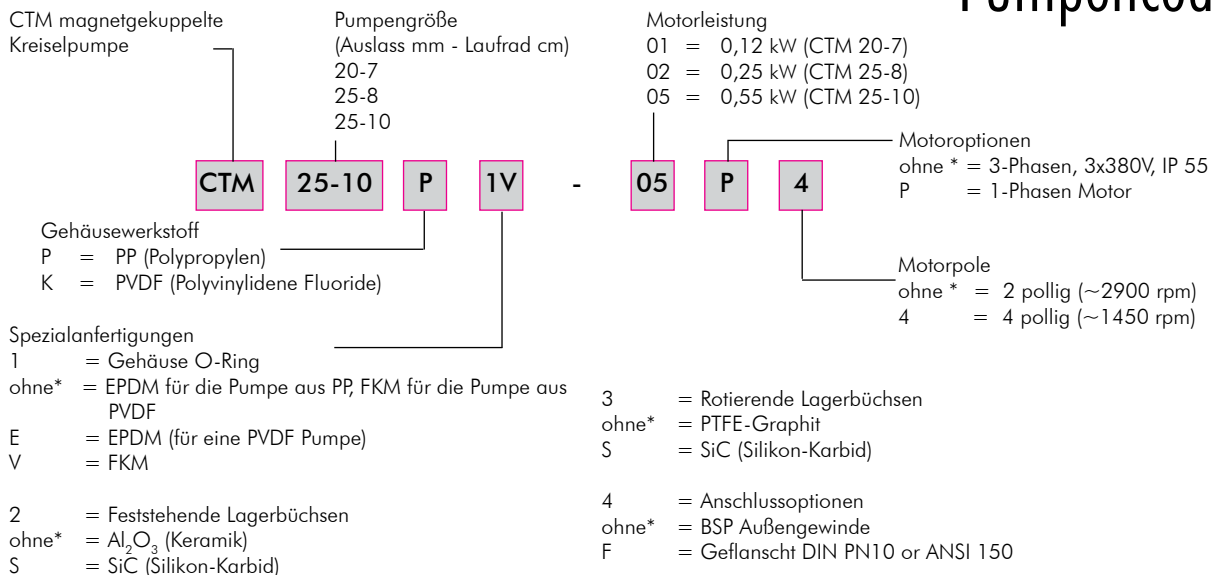 Pumpencod
CTM magnetgekuppelte
Kreiselpumpe
Pumpengröße
(Auslass mm - Laufrad cm)
20-7
25-8
25-10
Motorleistung
01 = 0,12 kW (CTM 20-7)
02 = 0,25 kW (CTM 25-8)
05 = 0,55 kW (CTM 25-10)
CTM 25-10 P 1V - 05 P 4
Motoroptionen
ohne * = 3-Phasen, 3x380V, IP 55
P = 1-Phasen Motor
Gehäusewerkstoff
P = PP (Polypropylen)
K = PVDF (Polyvinylidene Fluoride)
Motorpole
ohne * = 2 pollig (~2900 rpm)
4 = 4 pollig (~1450 rpm)
Spezialanfertigungen
1 = Gehäuse O-Ring
ohne* = EPDM für die Pumpe aus PP, FKM für die Pumpe aus
PVDF
E = EPDM (für eine PVDF Pumpe)
V = FKM
2 = Feststehende Lagerbüchsen
ohne* = Al2O3 (Keramik)
S = SiC (Silikon-Karbid)
3 = Rotierende Lagerbüchsen
ohne* = PTFE-Graphit
S = SiC (Silikon-Karbid)
4 = Anschlussoptionen
ohne* = BSP Außengewinde
F = Geflanscht DIN PN10 or ANSI 150